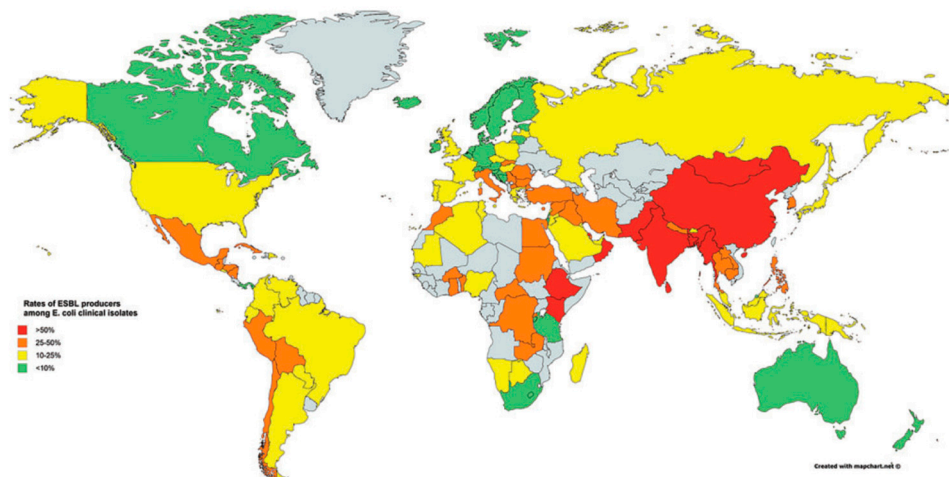 Rates of ESBL producers
among E. coli clinical isolates
>50%
25-50%
10-25%
<10%
Created with mapchart.net ©